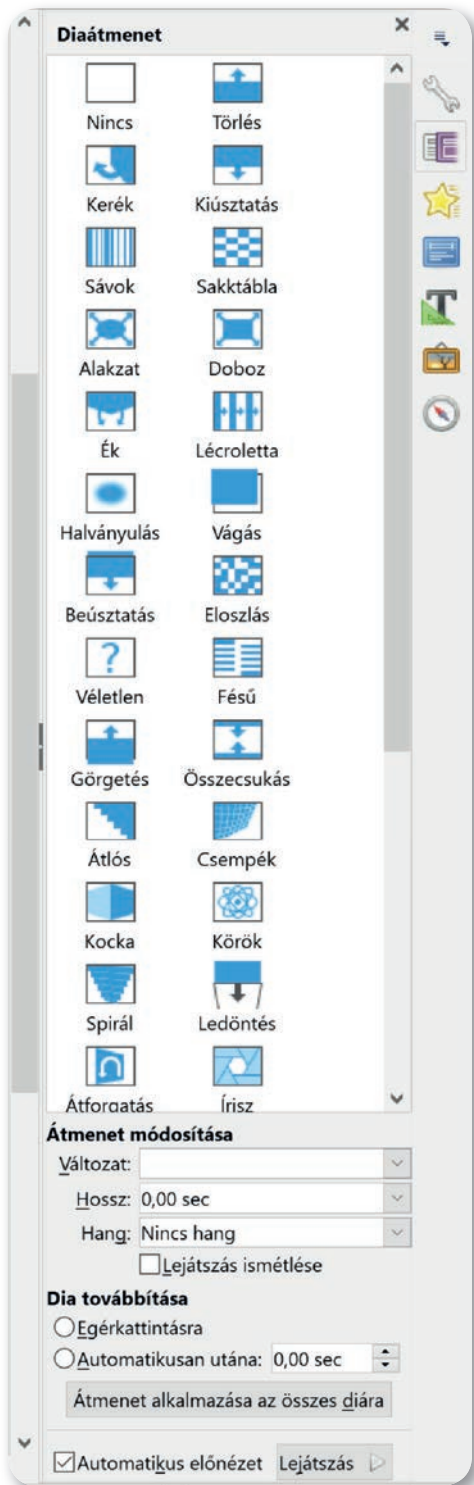 Diaátmenet
Nincs Törlés
Kerék Kiúsztatás
Sávok Sakktábla
Alakzat Doboz
Ék Lécroletta
Halványulás Vágás
Beúsztatás Eloszlás
?
Véletlen Fésű
Görgetés Összecsukás
Átlós Csempék
Kocka Körök
Spirál Ledöntés
Átforgatás Írisz
Átmenet módosítása
Változat:
Hossz: 0,00 sec
Hang: Nincs hang
Lejátszás ismétlése
Dia továbbítása
Egérkattintásra
Automatikusan utána: 0,00 sec
Átmenet alkalmazása az összes diára
Automatikus előnézet Lejátszás